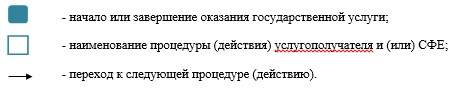 - начало или завершение оказания государственной услуги;
- наименование процедуры (действия) услугополучателя и (или) СФЕ;
- переход к следующей процедуре (действию).